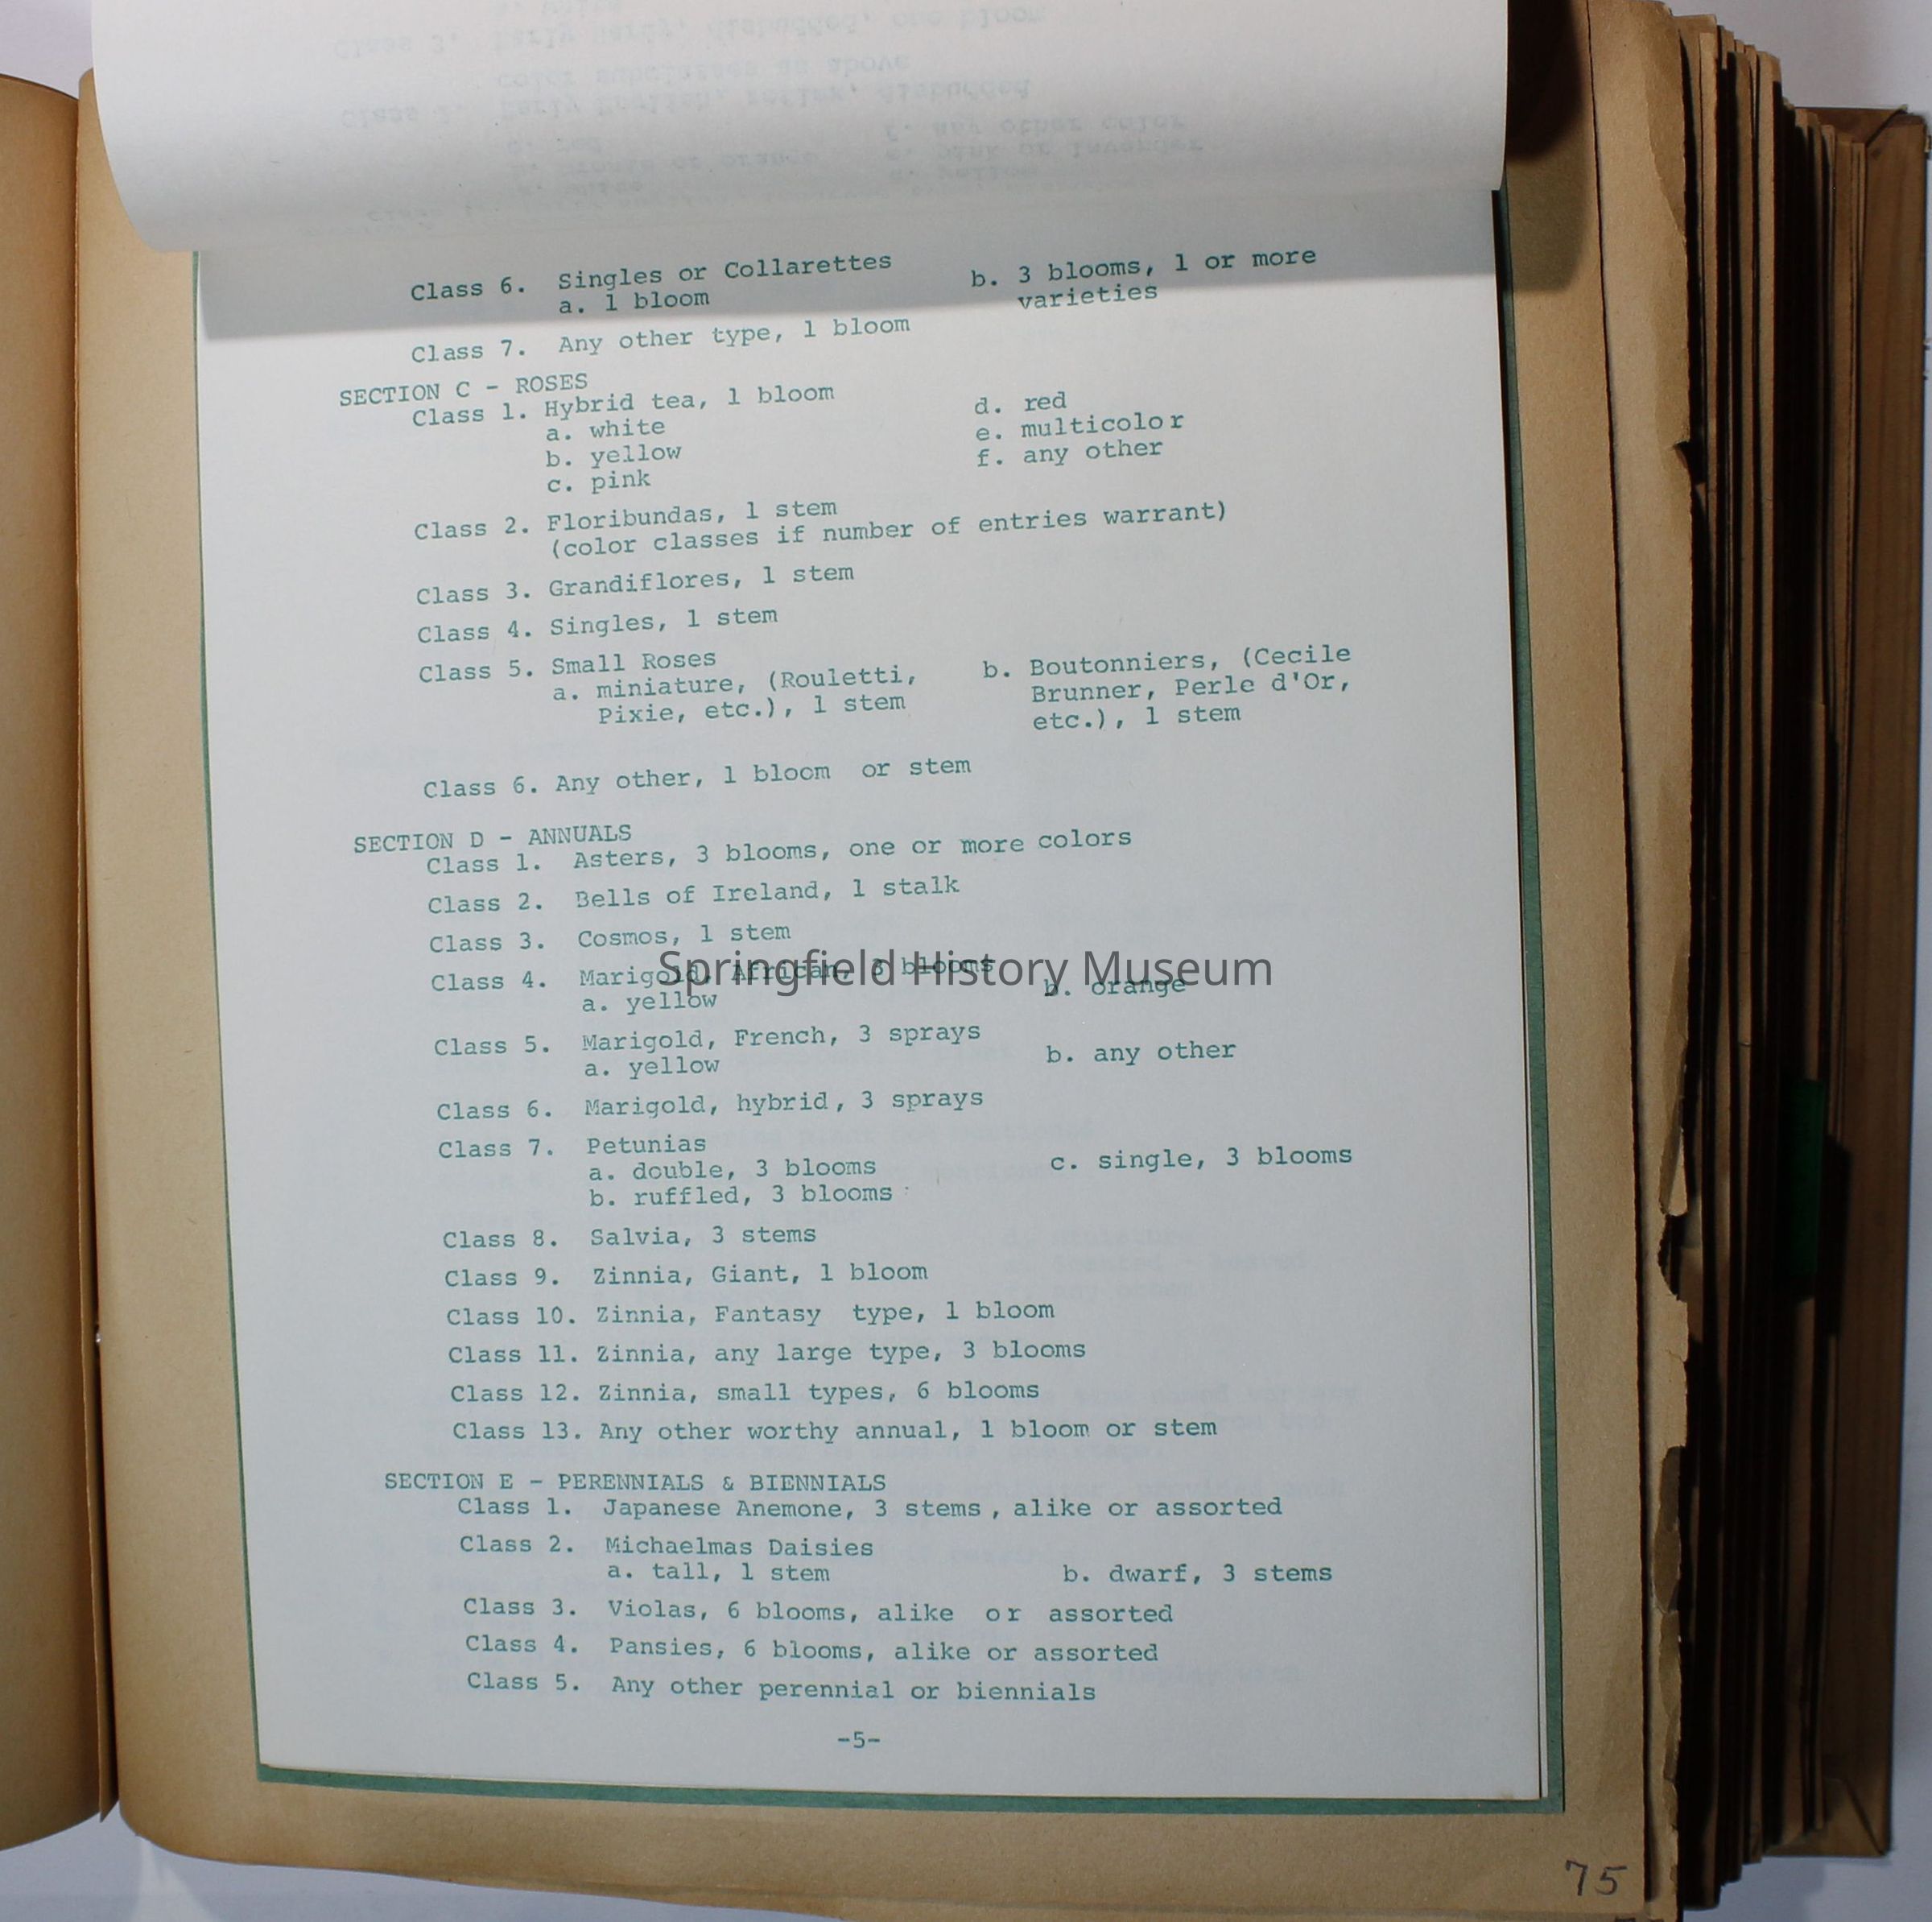 Class 6. Singles or Collarettes
a. 1 bloom
b. 3 blooms, 1 or more
varieties
Class 7. Any other type, 1 bloom
SECTION C - ROSES
Class 1. Hybrid tea, 1 bloom
a. white
b. yellow
c. pink
d. red
e. multicolor
f. any other
Class 2. Floribundas, 1 stem
(color classes if number of entries warrant)
Class 3. Grandiflores, 1 stem
Class 4. Singles, 1 stem
Class 5. Small Roses
a. miniature, (Rouletti,
Pixie, etc.), 1 stem
b. Boutonniers, (Cecile
Brunner, Perle d'Or,
etc.), 1 stem
Class 6. Any other, 1 bloom or stem
SECTION D - ANNUALS
Class 1. Asters, 3 blooms, one or more colors
Class 2. Bells of Ireland, 1 stalk
Class 3. Cosmos, 1 stem
Springfield History Museum
Class 4. Marigold, African, 3 blooms
a. yellow
b. orange
Class 5. Marigold, French, 3 sprays
a. yellow
b. any other
Class 6. Marigold, hybrid, 3 sprays
Class 7. Petunias
a. double, 3 blooms
b. ruffled, 3 blooms
c. single, 3 blooms
Class 8. Salvia, 3 stems
Class 9. Zinnia, Giant, 1 bloom
Class 10. Zinnia, Fantasy type, 1 bloom
Class 11. Zinnia, any large type, 3 blooms
Class 12. Zinnia, small types, 6 blooms
Class 13. Any other worthy annual, 1 bloom or stem
SECTION E - PERENNIALS & BIENNIALS
Class 1. Japanese Anemone, 3 stems, alike or assorted
Class 2. Michaelmas Daisies
a. tall, 1 stem
b. dwarf, 3 stems
Class 3. Violas, 6 blooms, alike or assorted
Class 4. Pansies, 6 blooms, alike or assorted
Class 5. Any other perennial or biennials
-5-
75